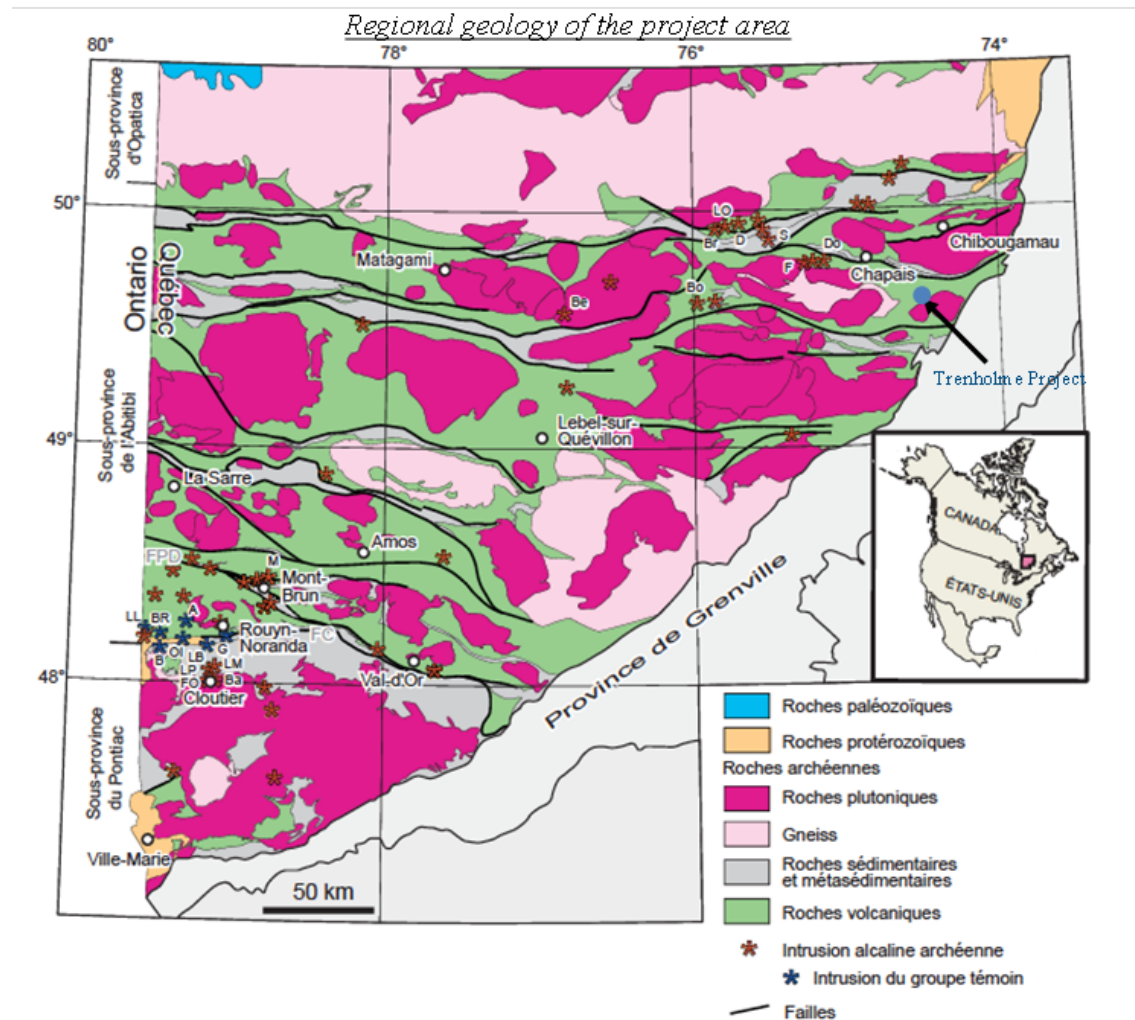 Regional geology of the project area
80°
78°
76°
74°
Sous-province
d'Opatica
50°
LO
Br
D
S
Do
Chibougamau
Ontario
Québec
Matagami
F
Chapais
Be
Bo
Trenholme Project
Sous-province
de l'Abitibi
49°
Lebel-sur-
Quévillon
La Sarre
CANADA
ÉTATS-UNIS
Amos
FPD
M
Mont-
Brun
A
LL
BR
Rouyn-
Noranda
FC
Province de Grenville
B
OI
LB
G
LP
LM
FO
Ba
Cloutier
Val-d'Or
48°
Sous-province
du Pontiac
Ville-Marie
50 km
Roches paléozoïques
Roches protérozoïques
Roches archéennes
Roches plutoniques
Gneiss
Roches sédimentaires
et métasédimentaires
Roches volcaniques
Intrusion alcaline archéenne
Intrusion du groupe témoin
Failles